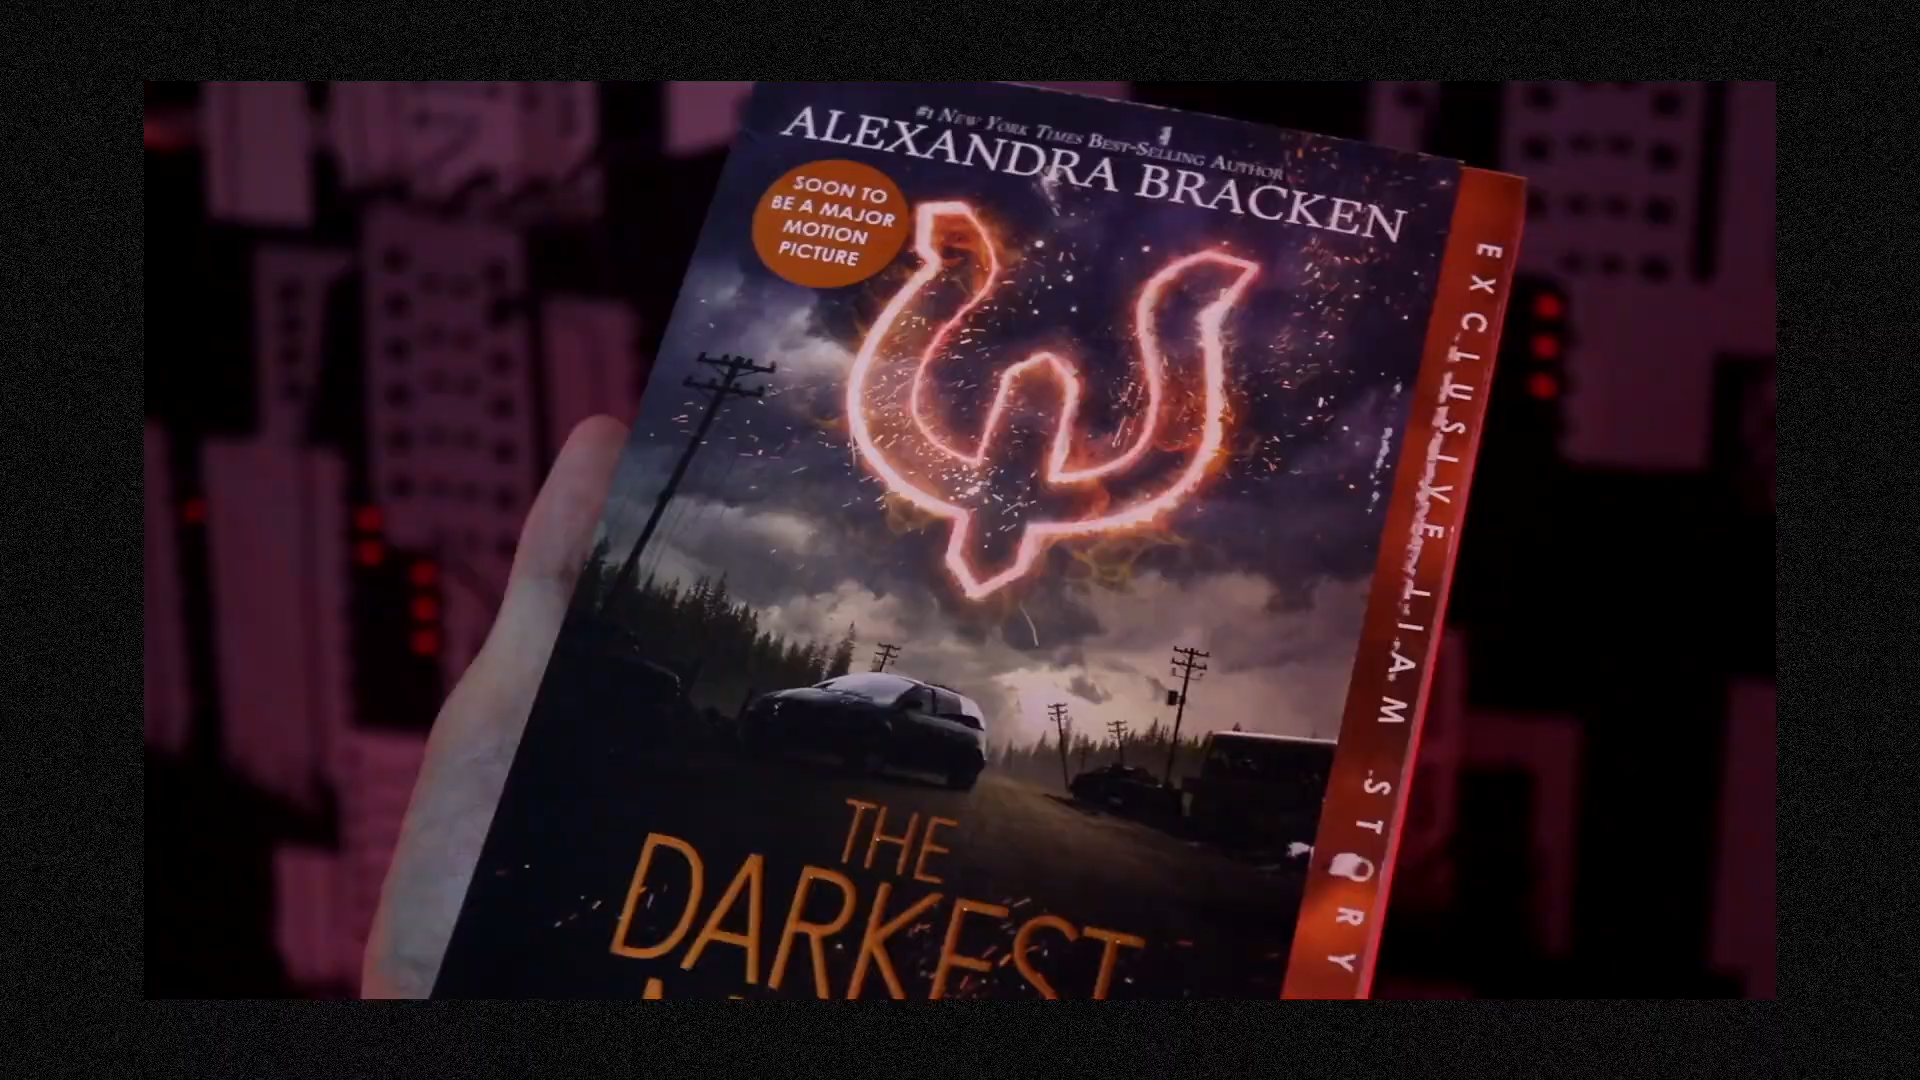 #1 NEW YORK TIMES BEST-SELLING AUTHOR
ALEXANDRA BRACKEN
SOON TO
BE A MAJOR
MOTION
PICTURE
THE
DARKEST
EXCLUSIVE LIAM STORY